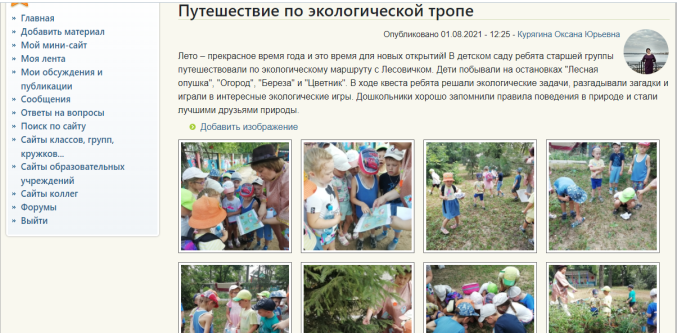 Главная
Добавить материал
Мой мини-сайт
Моя лента
Мои обсуждения и
публикации
Сообщения
Ответы на вопросы
Поиск по сайту
Сайты классов, групп,
кружков...
Сайты образовательных
учреждений
Сайты коллег
Форумы
Выйти
Путешествие по экологической тропе
Опубликовано 01.08.2021 - 12:25 - Курягина Оксана Юрьевна
Лето – прекрасное время года и это время для новых открытий! В детском саду ребята старшей группы
путешествовали по экологическому маршруту с Лесовичком. Дети побывали на остановках "Лесная
опушка", "Огород", "Береза" и "Цветник". В ходе квеста ребята решали экологические задачи, разгадывали загадки и
играли в интересные экологические игры. Дошкольники хорошо запомнили правила поведения в природе и стали
лучшими друзьями природы.
Добавить изображение